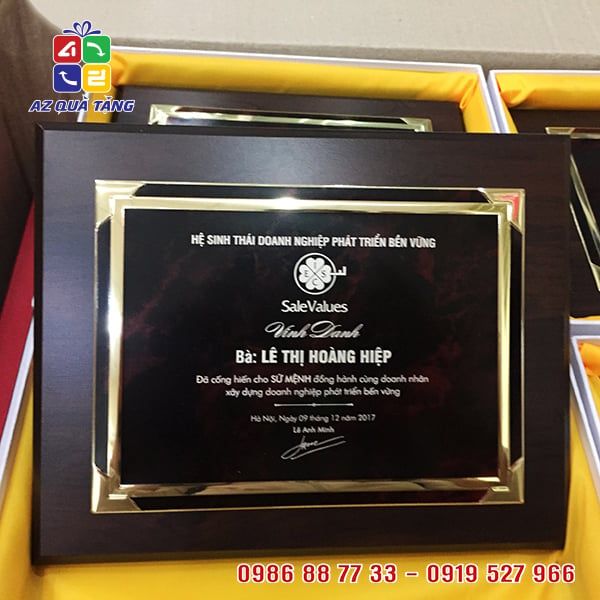 AZ QUÀ TẶNG
HỆ SINH THÁI DOANH NGHIỆP PHÁT TRIỂN BỀN VỮNG
E I S C
SaleValues
Vinh Danh
Bà: LÊ THỊ HOÀNG HIỆP
Đã cống hiến cho SỨ MỆNH đồng hành cùng doanh nhân
xây dựng doanh nghiệp phát triển bền vững
Hà Nội, Ngày 09 tháng 12 năm 2017
Lê Anh Minh
0986 88 77 33 - 0919 527 966